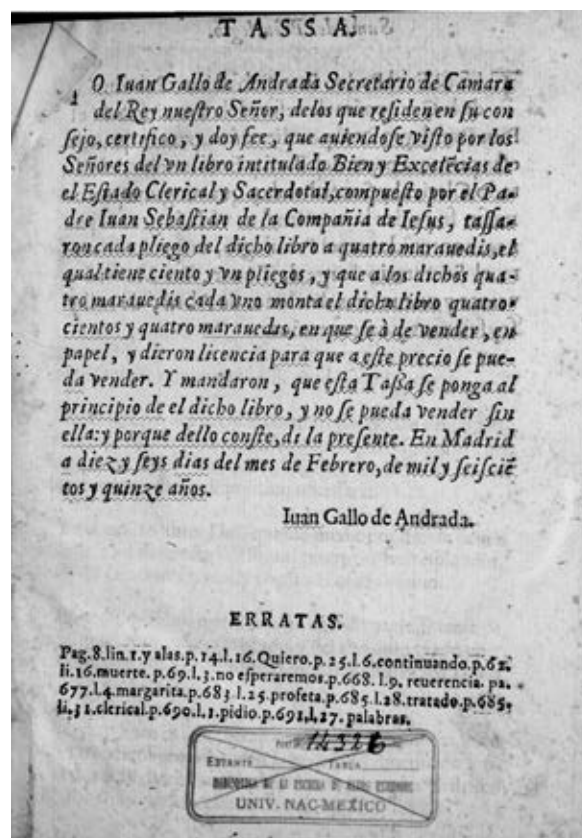 TASSA.
YO. Iuan Gallo de Andrada Secretario de Camara
del Rey nuestro Señor, delos que residen en su con
sejo, certifico, y doy fee, que auiendose visto por los
Señores del vn libro intitulado Bien y Excelẽcias de
el Estado Clerical y Sacerdotal, compuesto por el Pa-
dre Iuan Sebastian de la Compañia de Iesus, tassa-
ron cada pliego del dicho libro a quatro marauedis, el
qual tiene ciento y vn pliegos, y que a los dichos qua-
tro marauedis cada vno monta el dicho libro quatro-
cientos y quatro marauedis, en que se à de vender, en
papel, y dieron licencia para que a este precio se pue-
da vender. Y mandaron, que esta Tassa se ponga al
principio de el dicho libro, y no se pueda vender sin
ella: y porque dello conste, di la presente. En Madrid
a diez y seys dias del mes de Febrero, de mil y seisciẽ
tos y quinze años.
Iuan Gallo de Andrada.
ERRATAS.
Pag.8.lin.1.y alas.p.14.l.16.Quiero.p.25.l.6.continuando.p.62.
li.16.muerte.p.69.l.3.no esperaremos.p.668.l.9. reuerencia. pa.
677.l.4.margarita.p.683.l.25.profeta.p.685.l.28.tratado.p.685.
li.31.clerical.p.690.l.1.pidio.p.691.l.27. palabras.
14326
ESTANTE TABLA
UNIV. NAC-MEXICO